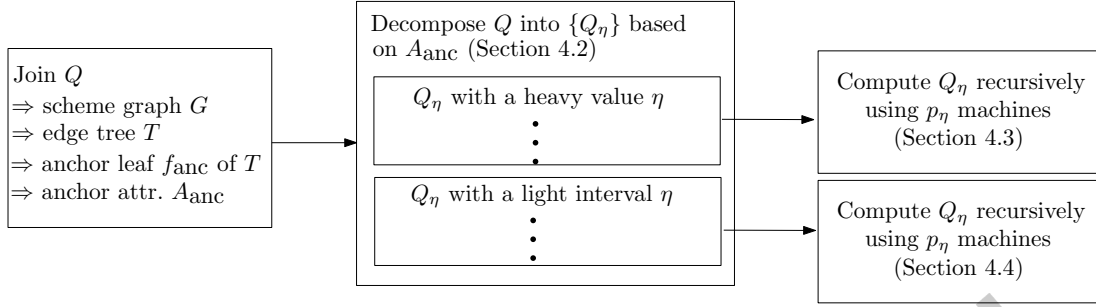 Join Q
⇒ scheme graph G
⇒ edge tree T
⇒ anchor leaf f_anc of T
⇒ anchor attr. A_anc
Decompose Q into {Q_η} based
on A_anc (Section 4.2)
Q_η with a heavy value η
Q_η with a light interval η
Compute Q_η recursively
using p_η machines
(Section 4.3)
Compute Q_η recursively
using p_η machines
(Section 4.4)